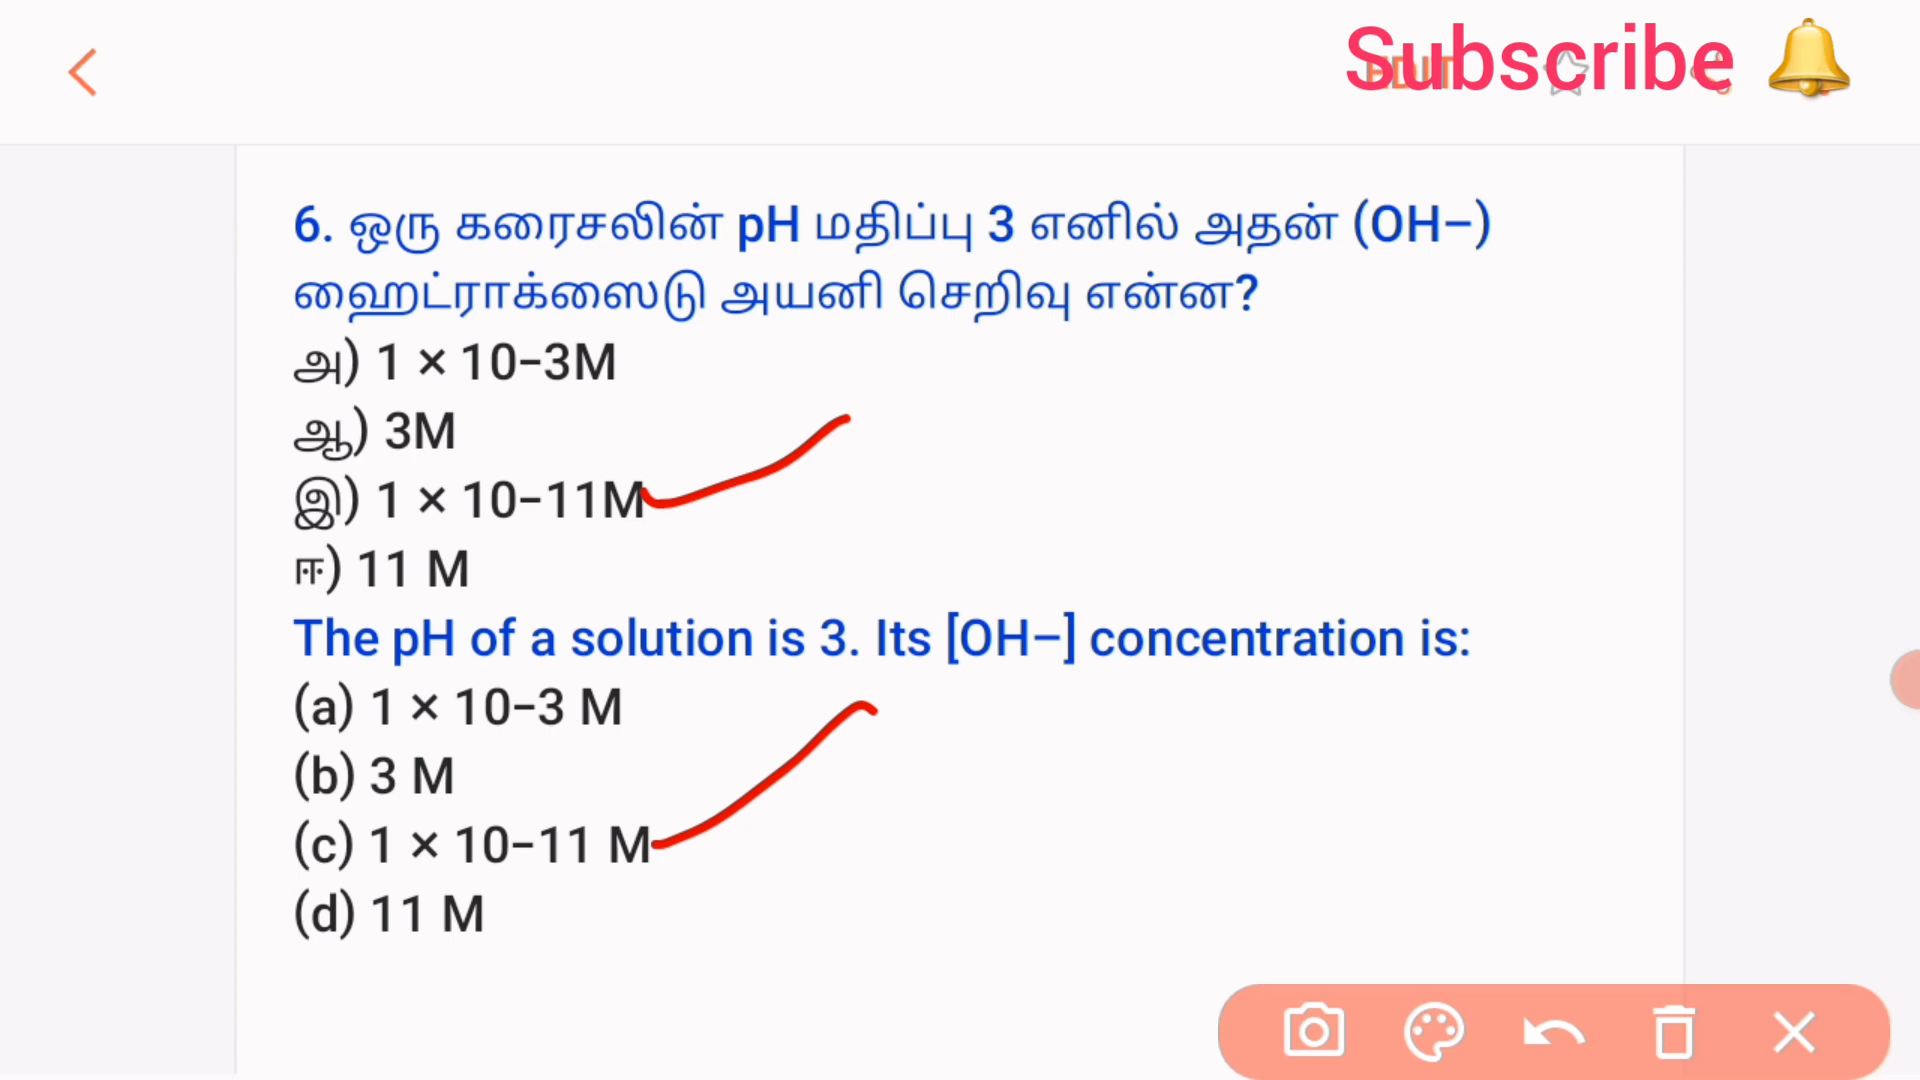 Subscribe 🔔
6. ஒரு கரைசலின் pH மதிப்பு 3 எனில் அதன் (OH−)
ஹைட்ராக்ஸைடு அயனி செறிவு என்ன?
அ) 1 × 10−3M
ஆ) 3M
இ) 1 × 10−11M
ஈ) 11 M
The pH of a solution is 3. Its [OH−] concentration is:
(a) 1 × 10−3 M
(b) 3 M
(c) 1 × 10−11 M
(d) 11 M